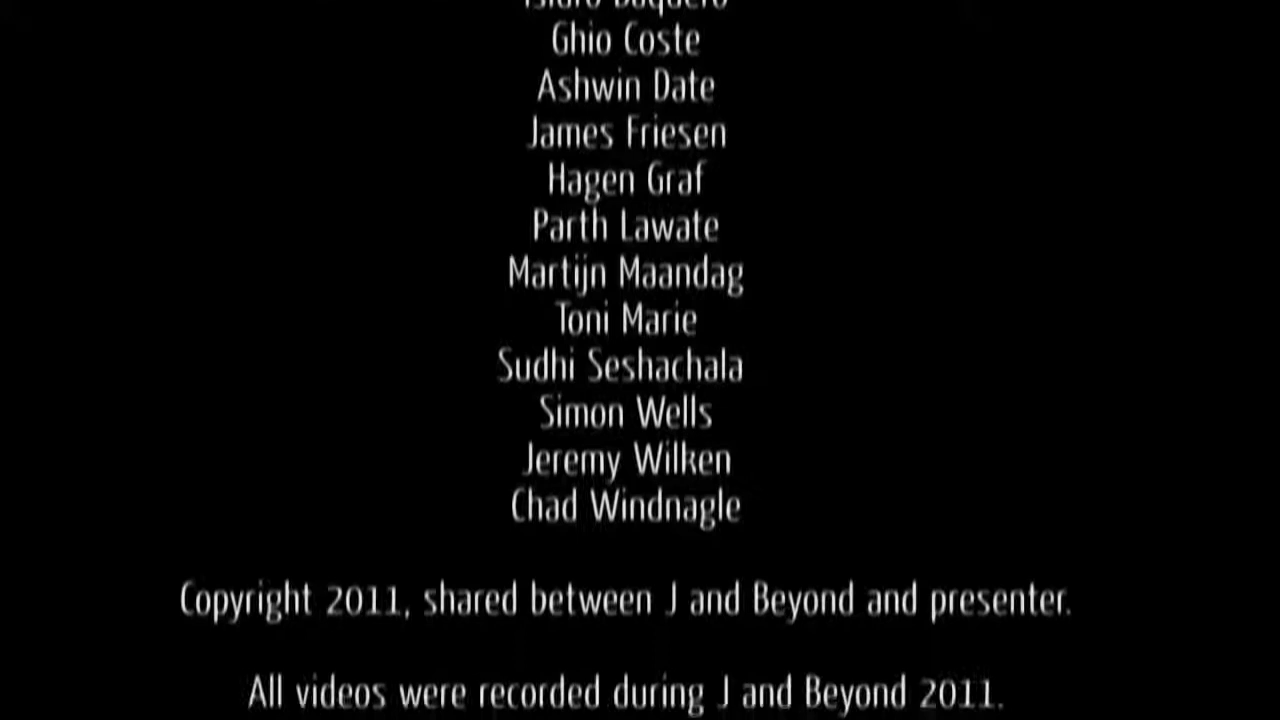 Ghio Coste
Ashwin Date
James Friesen
Hagen Graf
Parth Lawate
Martijn Maandag
Toni Marie
Sudhi Seshachala
Simon Wells
Jeremy Wilken
Chad Windnagle
Copyright 2011, shared between J and Beyond and presenter.
All videos were recorded during J and Beyond 2011.